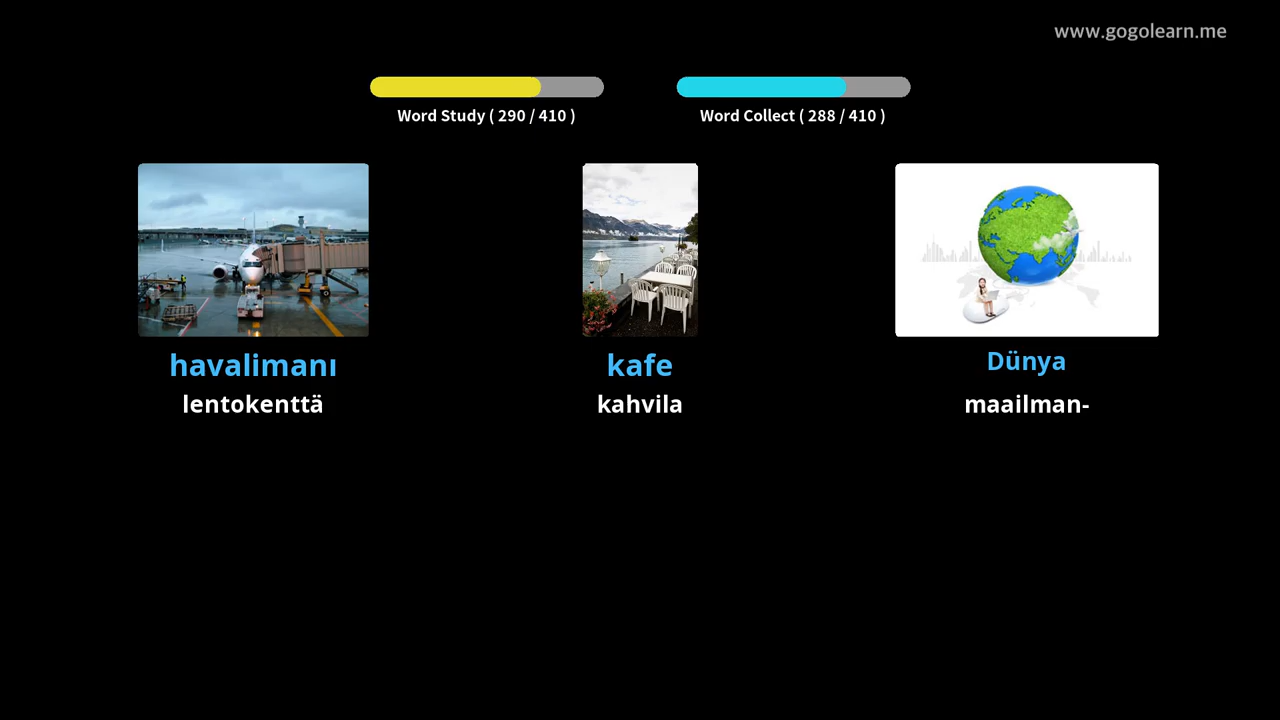 www.gogolearn.me
Word Study ( 290 / 410 )
Word Collect ( 288 / 410 )
havalimanı
lentokenttä
kafe
kahvila
Dünya
maailman-